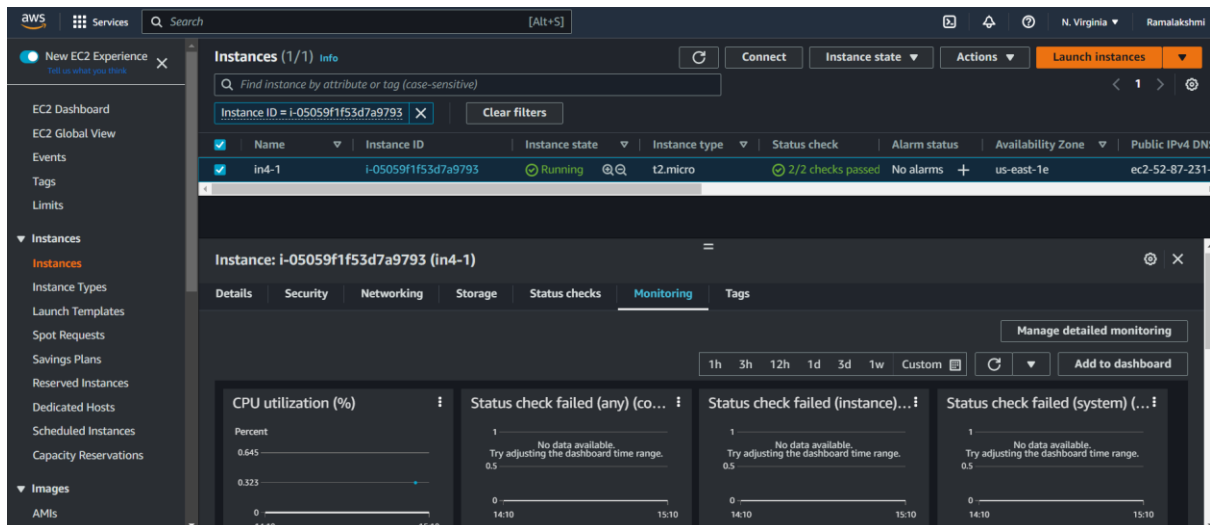 aws Services Search [Alt+S] N. Virginia Ramalakshmi
New EC2 Experience
Tell us what you think
EC2 Dashboard
EC2 Global View
Events
Tags
Limits
Instances
Instances
Instance Types
Launch Templates
Spot Requests
Savings Plans
Reserved Instances
Dedicated Hosts
Scheduled Instances
Capacity Reservations
Images
AMIs
Instances (1/1) Info Connect Instance state Actions Launch instances
Find instance by attribute or tag (case-sensitive) 1
Instance ID = i-05059f1f53d7a9793 Clear filters
Name Instance ID Instance state Instance type Status check Alarm status Availability Zone Public IPv4 DN
in4-1 i-05059f1f53d7a9793 Running t2.micro 2/2 checks passed No alarms us-east-1e ec2-52-87-231-
Instance: i-05059f1f53d7a9793 (in4-1)
Details Security Networking Storage Status checks Monitoring Tags
Manage detailed monitoring
1h 3h 12h 1d 3d 1w Custom Add to dashboard
CPU utilization (%)
Percent
0.645
0.323
0
Status check failed (any) (co...
1
No data available.
Try adjusting the dashboard time range.
0.5
0
14:10 15:10
Status check failed (instance)...
1
No data available.
Try adjusting the dashboard time range.
0.5
0
14:10 15:10
Status check failed (system) (...
1
No data available.
Try adjusting the dashboard time range.
0.5
0
14:10 15:10